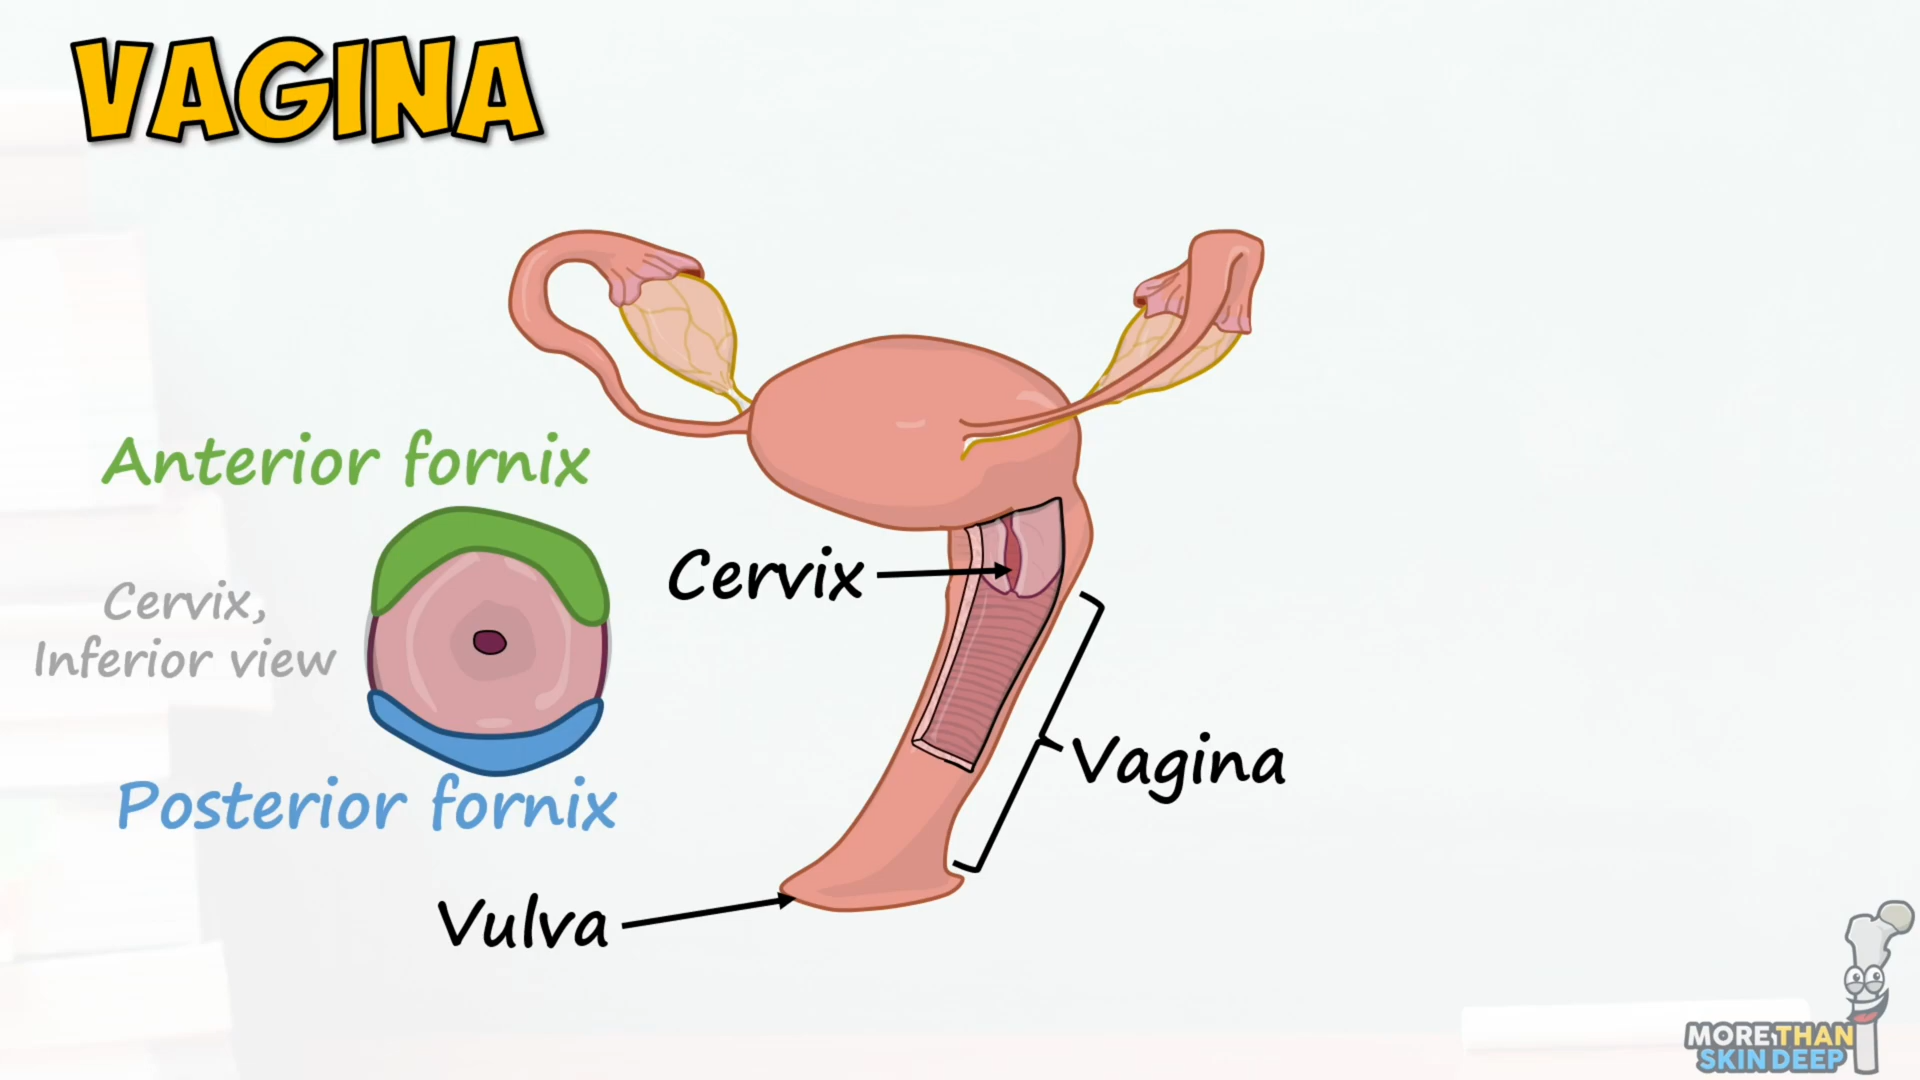 VAGINA
Anterior fornix
Cervix,
Inferior view
Posterior fornix
Cervix
Vagina
Vulva
MORE THAN
SKIN DEEP